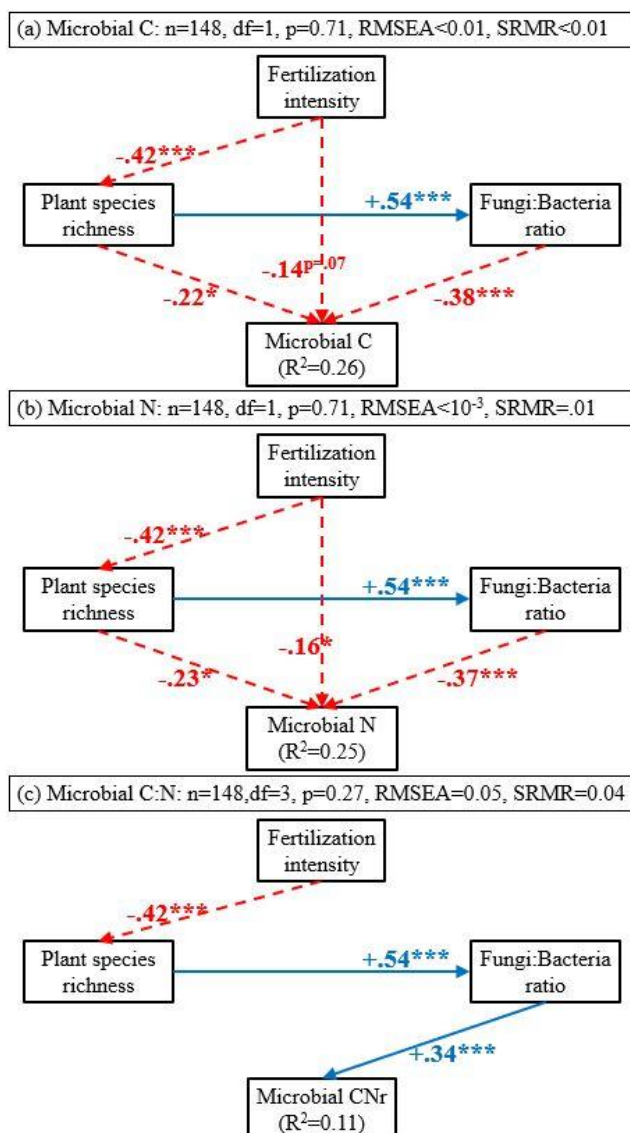 (a) Microbial C: n=148, df=1, p=0.71, RMSEA<0.01, SRMR<0.01
Fertilization
intensity
-.42***
Plant species
richness
+.54***
Fungi:Bacteria
ratio
-.22*
-.14p=.07
-.38***
Microbial C
(R²=0.26)
(b) Microbial N: n=148, df=1, p=0.71, RMSEA<10⁻³, SRMR=.01
Fertilization
intensity
-.42***
Plant species
richness
+.54***
Fungi:Bacteria
ratio
-.23*
-.16*
-.37***
Microbial N
(R²=0.25)
(c) Microbial C:N: n=148,df=3, p=0.27, RMSEA=0.05, SRMR=0.04
Fertilization
intensity
-.42***
Plant species
richness
+.54***
Fungi:Bacteria
ratio
+.34***
Microbial CNr
(R²=0.11)